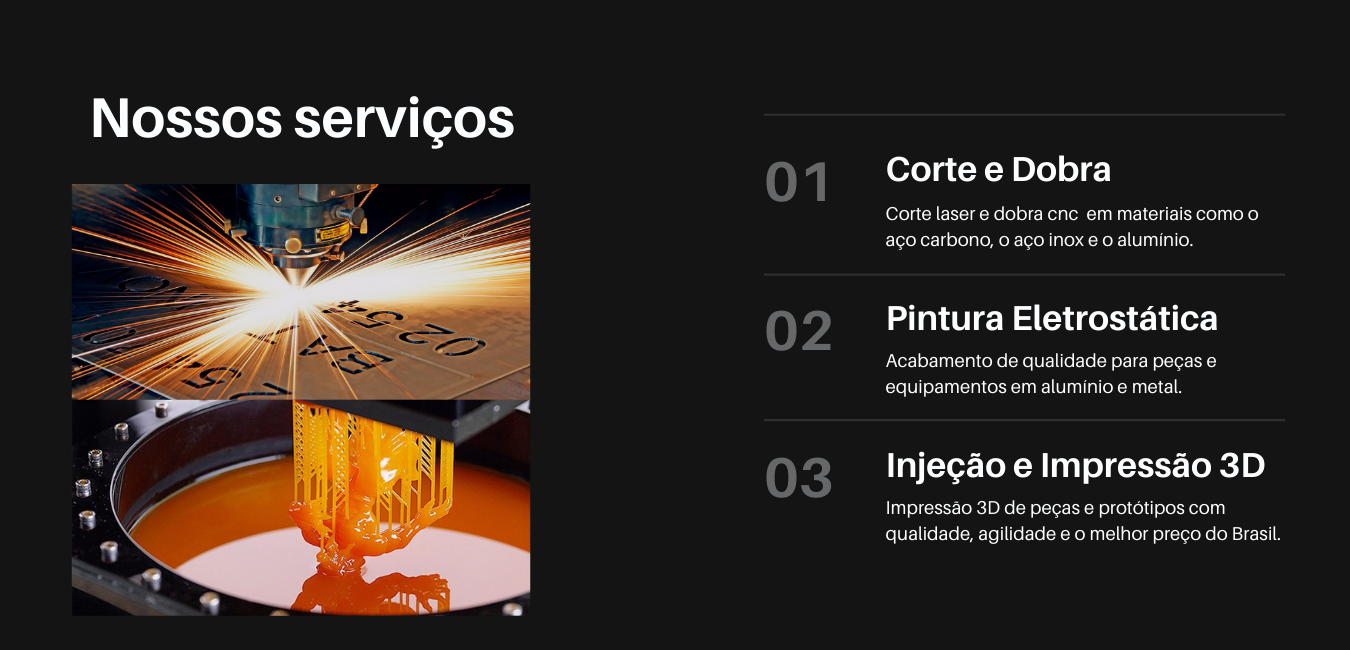 Nossos serviços
01
Corte e Dobra
Corte laser e dobra cnc  em materiais como o
aço carbono, o aço inox e o alumínio.
02
Pintura Eletrostática
Acabamento de qualidade para peças e
equipamentos em alumínio e metal.
03
Injeção e Impressão 3D
Impressão 3D de peças e protótipos com
qualidade, agilidade e o melhor preço do Brasil.